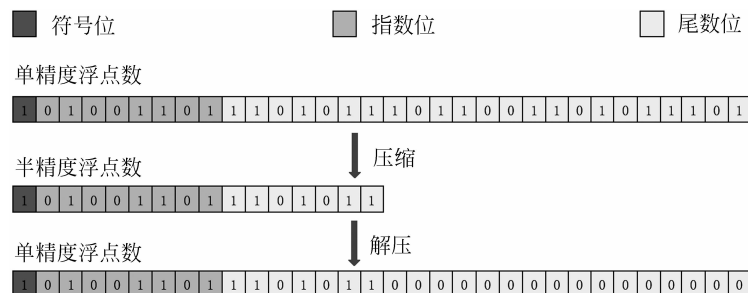 符号位 指数位 尾数位
单精度浮点数
1 0 1 0 0 1 1 0 1 1 1 0 1 0 1 1 1 0 1 1 0 0 1 1 0 1 0 1 1 1 0 1
压缩
半精度浮点数
1 0 1 0 0 1 1 0 1 1 1 0 1 0 1 1
解压
单精度浮点数
1 0 1 0 0 1 1 0 1 1 1 0 1 0 1 1 0 0 0 0 0 0 0 0 0 0 0 0 0 0 0 0